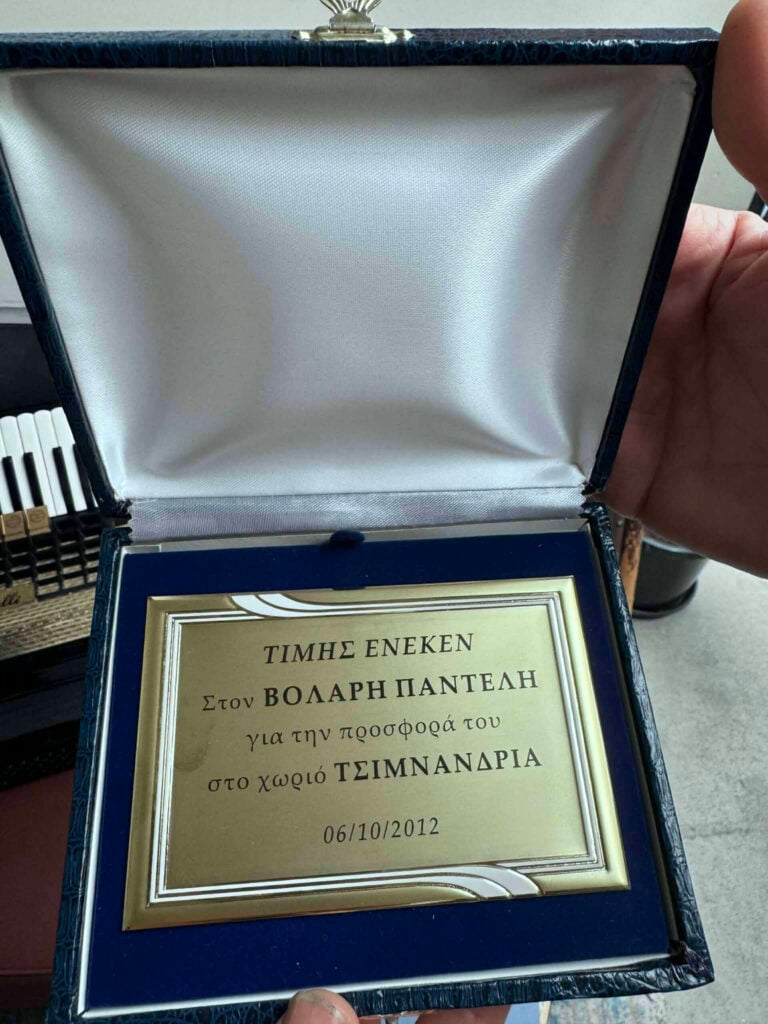 ΤΙΜΗΣ ΕΝΕΚΕΝ
Στον ΒΟΛΑΡΗ ΠΑΝΤΕΛΗ
για την προσφορά του
στο χωριό ΤΣΙΜΝΑΝΔΡΙΑ
06/10/2012